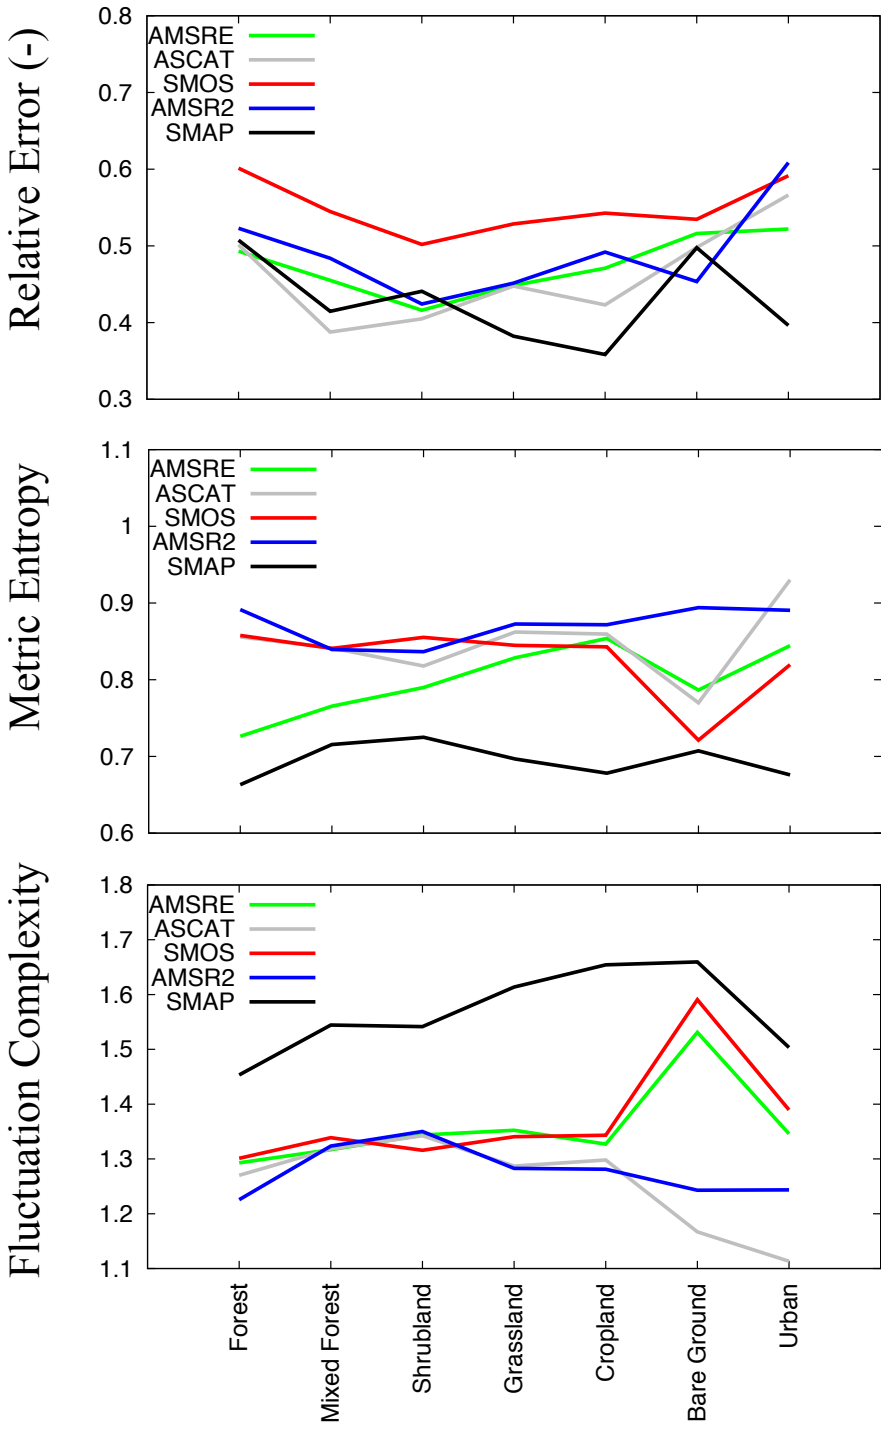 Relative Error (-)
0.8
0.7
0.6
0.5
0.4
0.3
AMSRE
ASCAT
SMOS
AMSR2
SMAP
Metric Entropy
1.1
1
0.9
0.8
0.7
0.6
AMSRE
ASCAT
SMOS
AMSR2
SMAP
Fluctuation Complexity
1.8
1.7
1.6
1.5
1.4
1.3
1.2
1.1
AMSRE
ASCAT
SMOS
AMSR2
SMAP
Forest
Mixed Forest
Shrubland
Grassland
Cropland
Bare Ground
Urban